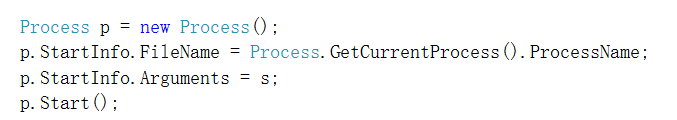 Process p = new Process();
p.StartInfo.FileName = Process.GetCurrentProcess().ProcessName;
p.StartInfo.Arguments = s;
p.Start();